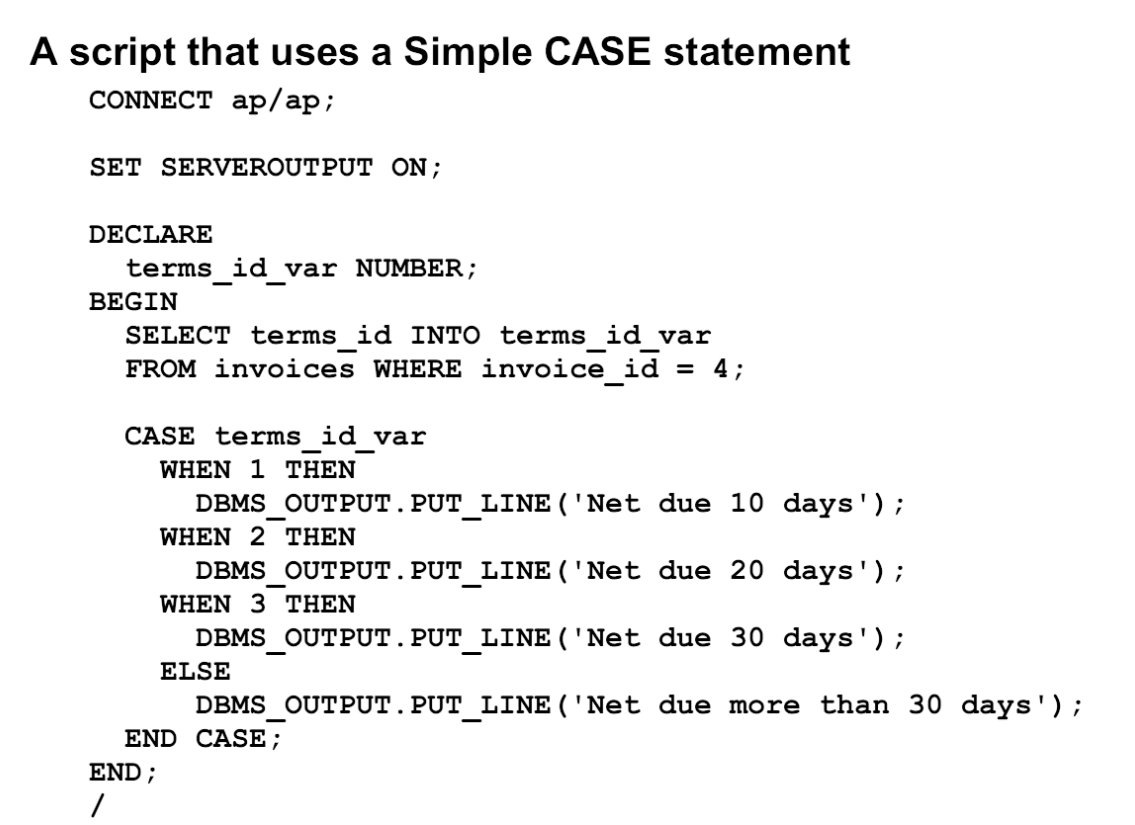 A script that uses a Simple CASE statement
CONNECT ap/ap;
SET SERVEROUTPUT ON;
DECLARE
terms_id_var NUMBER;
BEGIN
SELECT terms_id INTO terms_id_var
FROM invoices WHERE invoice_id = 4;
CASE terms_id_var
WHEN 1 THEN
DBMS_OUTPUT.PUT_LINE('Net due 10 days');
WHEN 2 THEN
DBMS_OUTPUT.PUT_LINE('Net due 20 days');
WHEN 3 THEN
DBMS_OUTPUT.PUT_LINE('Net due 30 days');
ELSE
DBMS_OUTPUT.PUT_LINE('Net due more than 30 days');
END CASE;
END;
/